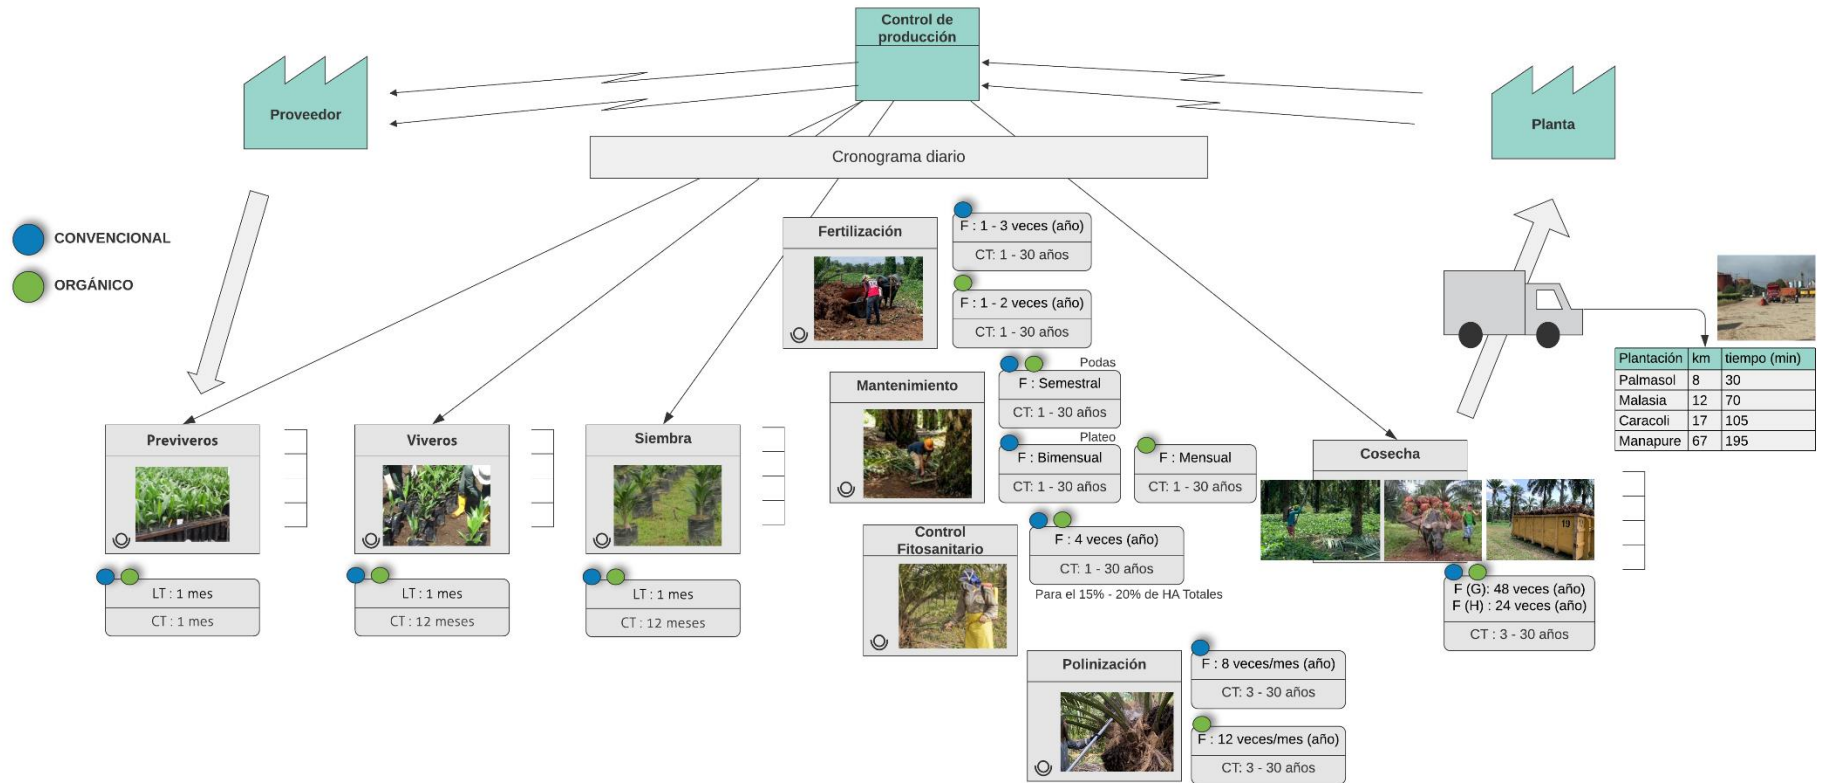 Control de
producción
Proveedor
Planta
Cronograma diario
CONVENCIONAL
ORGÁNICO
Fertilización
F : 1 - 3 veces (año)
CT: 1 - 30 años
F : 1 - 2 veces (año)
CT: 1 - 30 años
Mantenimiento
Podas
F : Semestral
CT: 1 - 30 años
Plateo
F : Bimensual
CT: 1 - 30 años
F : Mensual
CT: 1 - 30 años
Control
Fitosanitario
F : 4 veces (año)
CT: 1 - 30 años
Para el 15% - 20% de HA Totales
Polinización
F : 8 veces/mes (año)
CT: 3 - 30 años
F : 12 veces/mes (año)
CT: 3 - 30 años
Previveros
LT : 1 mes
CT : 1 mes
Viveros
LT : 1 mes
CT : 12 meses
Siembra
LT : 1 mes
CT : 12 meses
Cosecha
19
F (G): 48 veces (año)
F (H) : 24 veces (año)
CT : 3 - 30 años
Plantación km tiempo (min)
Palmasol 8 30
Malasia 12 70
Caracoli 17 105
Manapure 67 195